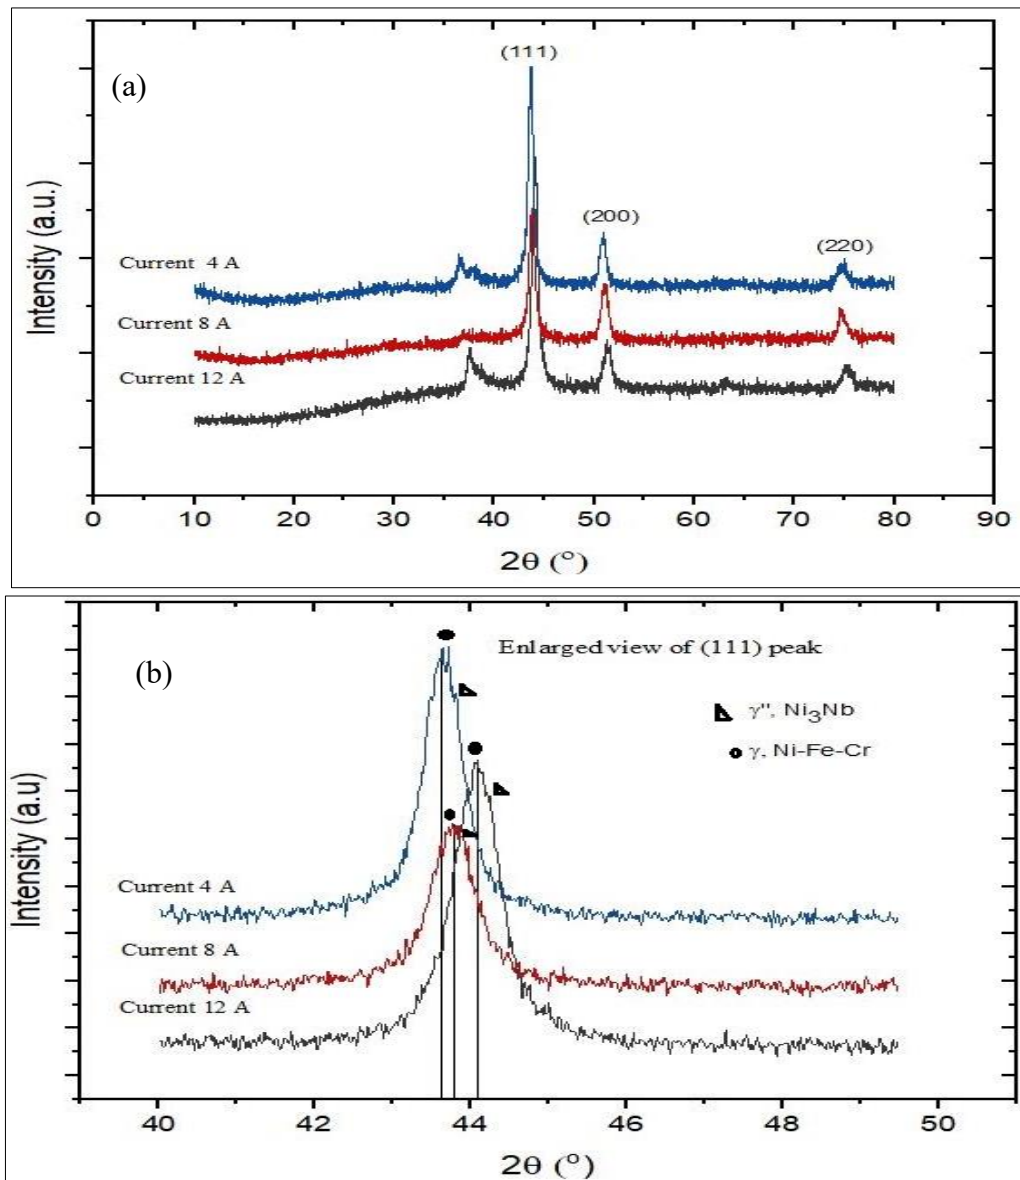 (a)
(111)
(200)
(220)
Current 4 A
Current 8 A
Current 12 A
Intensity (a.u.)
0 10 20 30 40 50 60 70 80 90
2θ (°)
(b)
Enlarged view of (111) peak
γ'', Ni₃Nb
γ, Ni-Fe-Cr
Current 4 A
Current 8 A
Current 12 A
Intensity (a.u)
40 42 44 46 48 50
2θ (°)